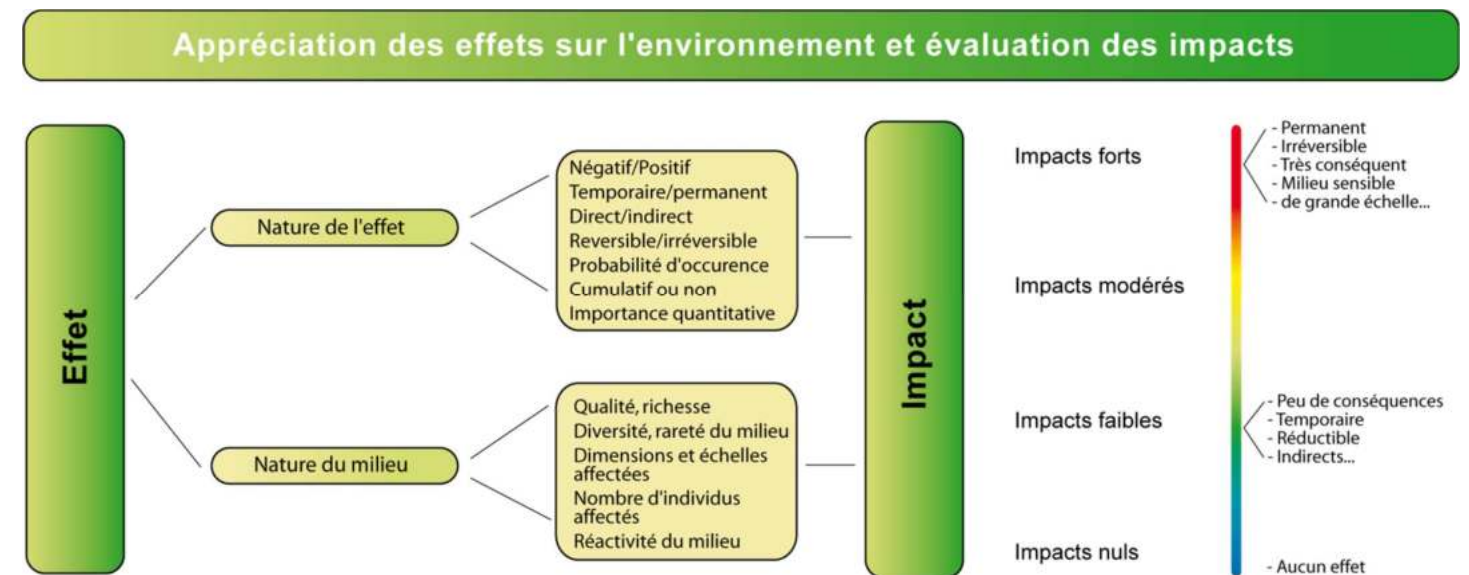 Appréciation des effets sur l'environnement et évaluation des impacts
Effet
Nature de l'effet
Négatif/Positif
Temporaire/permanent
Direct/indirect
Reversible/irréversible
Probabilité d'occurence
Cumulatif ou non
Importance quantitative
Nature du milieu
Qualité, richesse
Diversité, rareté du milieu
Dimensions et échelles
affectées
Nombre d'individus
affectés
Réactivité du milieu
Impact
Impacts forts
- Permanent
- Irréversible
- Très conséquent
- Milieu sensible
- de grande échelle...
Impacts modérés
Impacts faibles
- Peu de conséquences
- Temporaire
- Réductible
- Indirects...
Impacts nuls
- Aucun effet